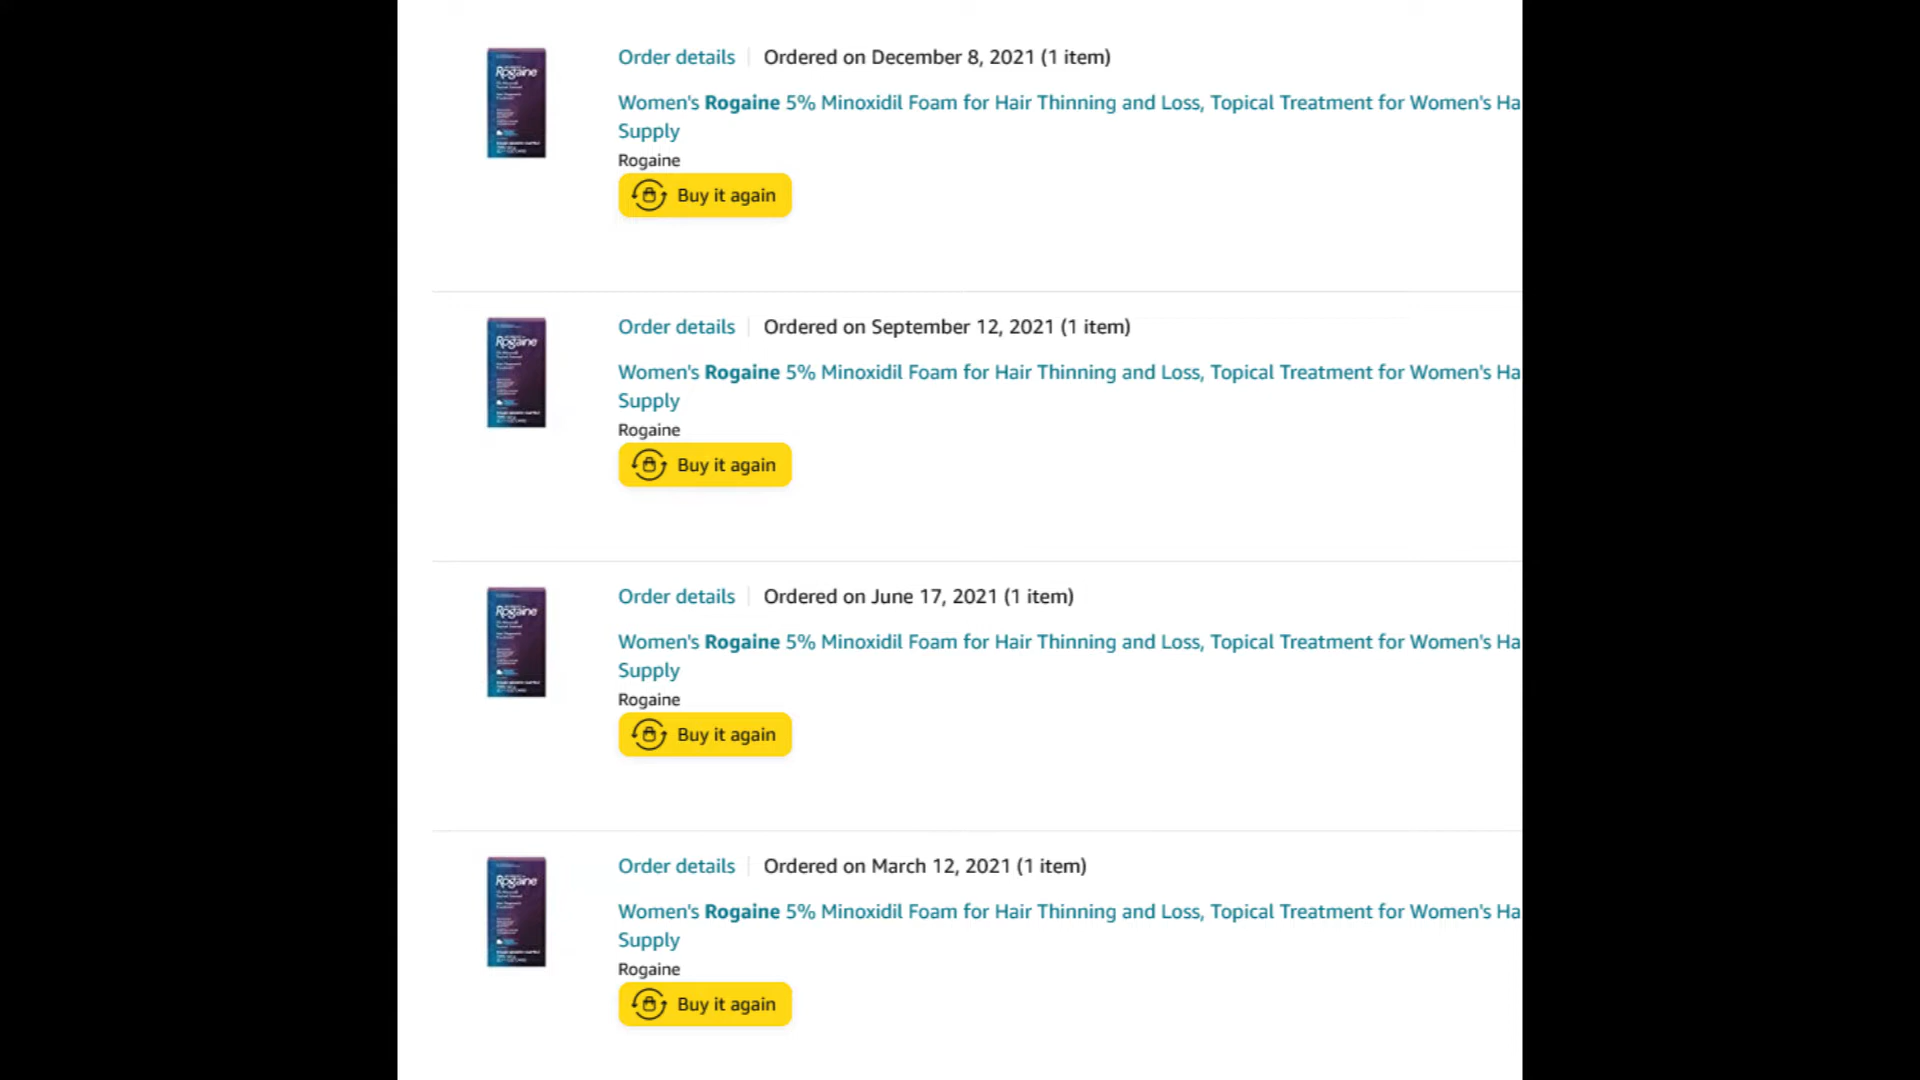 Order details Ordered on December 8, 2021 (1 item)
Women's Rogaine 5% Minoxidil Foam for Hair Thinning and Loss, Topical Treatment for Women's Ha
Supply
Rogaine
Buy it again
Rogaine
Order details Ordered on September 12, 2021 (1 item)
Women's Rogaine 5% Minoxidil Foam for Hair Thinning and Loss, Topical Treatment for Women's Ha
Supply
Rogaine
Buy it again
Rogaine
Order details Ordered on June 17, 2021 (1 item)
Women's Rogaine 5% Minoxidil Foam for Hair Thinning and Loss, Topical Treatment for Women's Ha
Supply
Rogaine
Buy it again
Rogaine
Order details Ordered on March 12, 2021 (1 item)
Women's Rogaine 5% Minoxidil Foam for Hair Thinning and Loss, Topical Treatment for Women's Ha
Supply
Rogaine
Buy it again
Rogaine